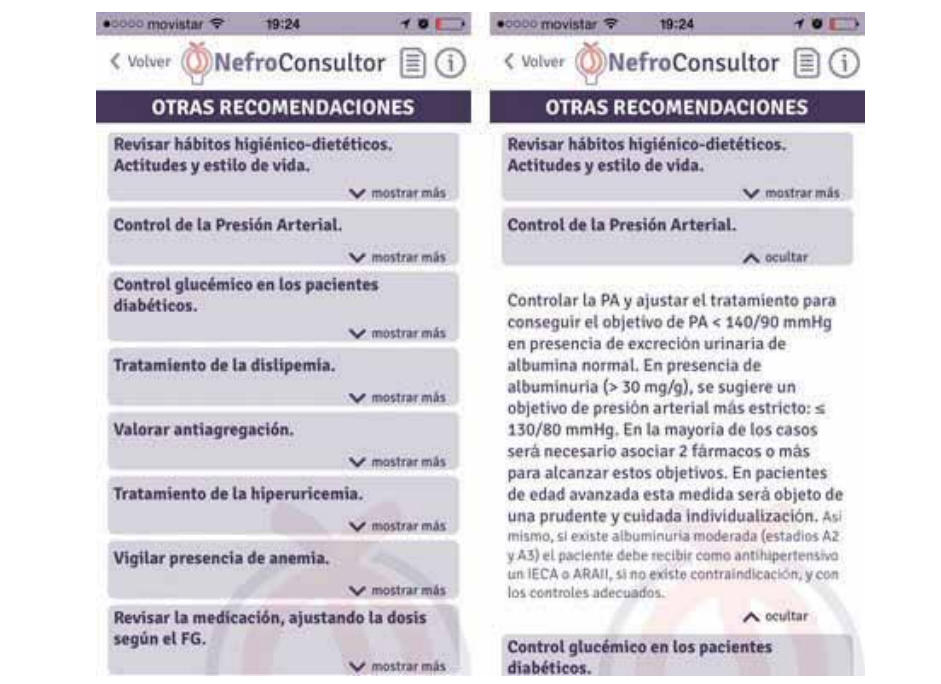 movistar 19:24
Volver NefroConsultor i
OTRAS RECOMENDACIONES
Revisar hábitos higiénico-dietéticos.
Actitudes y estilo de vida.
mostrar más
Control de la Presión Arterial.
mostrar más
Control glucémico en los pacientes
diabéticos.
mostrar más
Tratamiento de la dislipemia.
mostrar más
Valorar antiagregación.
mostrar más
Tratamiento de la hiperuricemia.
mostrar más
Vigilar presencia de anemia.
mostrar más
Revisar la medicación, ajustando la dosis
según el FG.
mostrar más
movistar 19:24
Volver NefroConsultor i
OTRAS RECOMENDACIONES
Revisar hábitos higiénico-dietéticos.
Actitudes y estilo de vida.
mostrar más
Control de la Presión Arterial.
ocultar
Controlar la PA y ajustar el tratamiento para
conseguir el objetivo de PA < 140/90 mmHg
en presencia de excreción urinaria de
albumina normal. En presencia de
albuminuria (> 30 mg/g), se sugiere un
objetivo de presión arterial más estricto: ≤
130/80 mmHg. En la mayoría de los casos
será necesario asociar 2 fármacos o más
para alcanzar estos objetivos. En pacientes
de edad avanzada esta medida será objeto de
una prudente y cuidada individualización. Así
mismo, si existe albuminuria moderada (estadios A2
y A3) el paciente debe recibir como antihipertensivo
un IECA o ARAII, si no existe contraindicación, y con
los controles adecuados.
ocultar
Control glucémico en los pacientes
diabéticos.